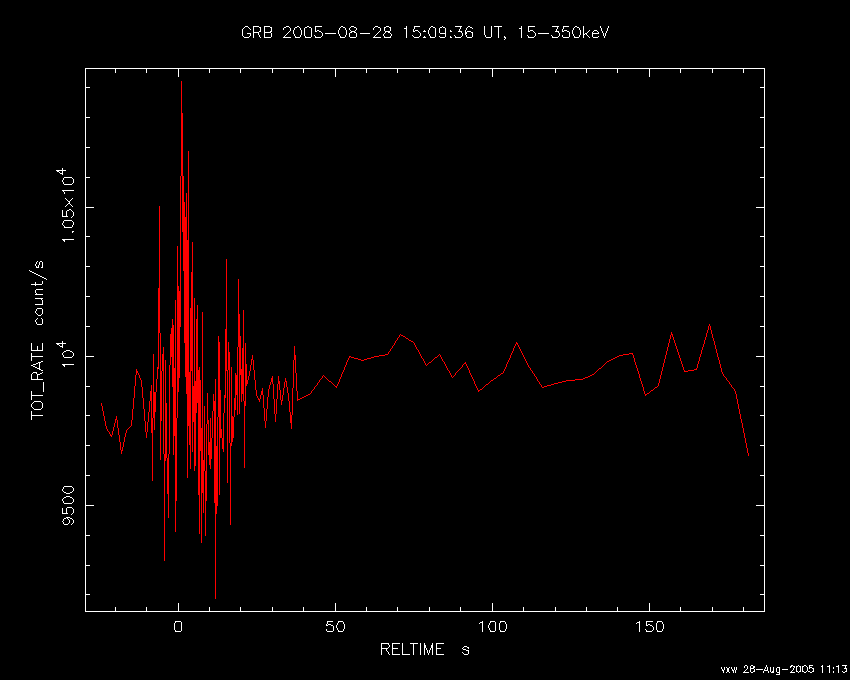 GRB 2005-08-28 15:09:36 UT, 15-350keV
1.05×10⁴
10⁴
9500
TOT_RATE count/s
0 50 100 150
RELTIME s
vxw 28-Aug-2005 11:13